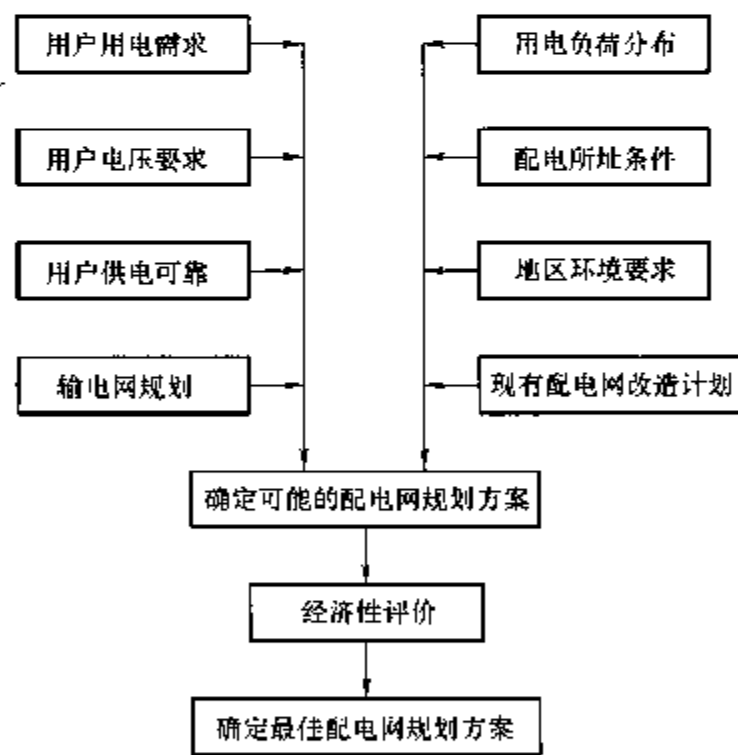 用户用电需求
用电负荷分布
用户电压要求
配电所址条件
用户供电可靠
地区环境要求
输电网规划
现有配电网改造计划
确定可能的配电网规划方案
经济性评价
确定最佳配电网规划方案